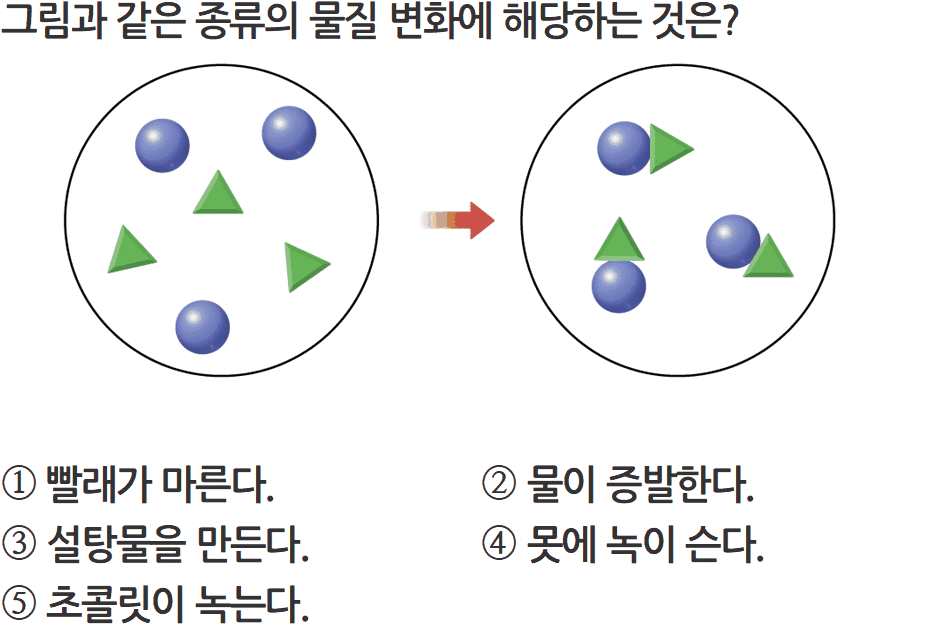 그림과 같은 종류의 물질 변화에 해당하는 것은?
① 빨래가 마른다. ② 물이 증발한다.
③ 설탕물을 만든다. ④ 못에 녹이 슨다.
⑤ 초콜릿이 녹는다.